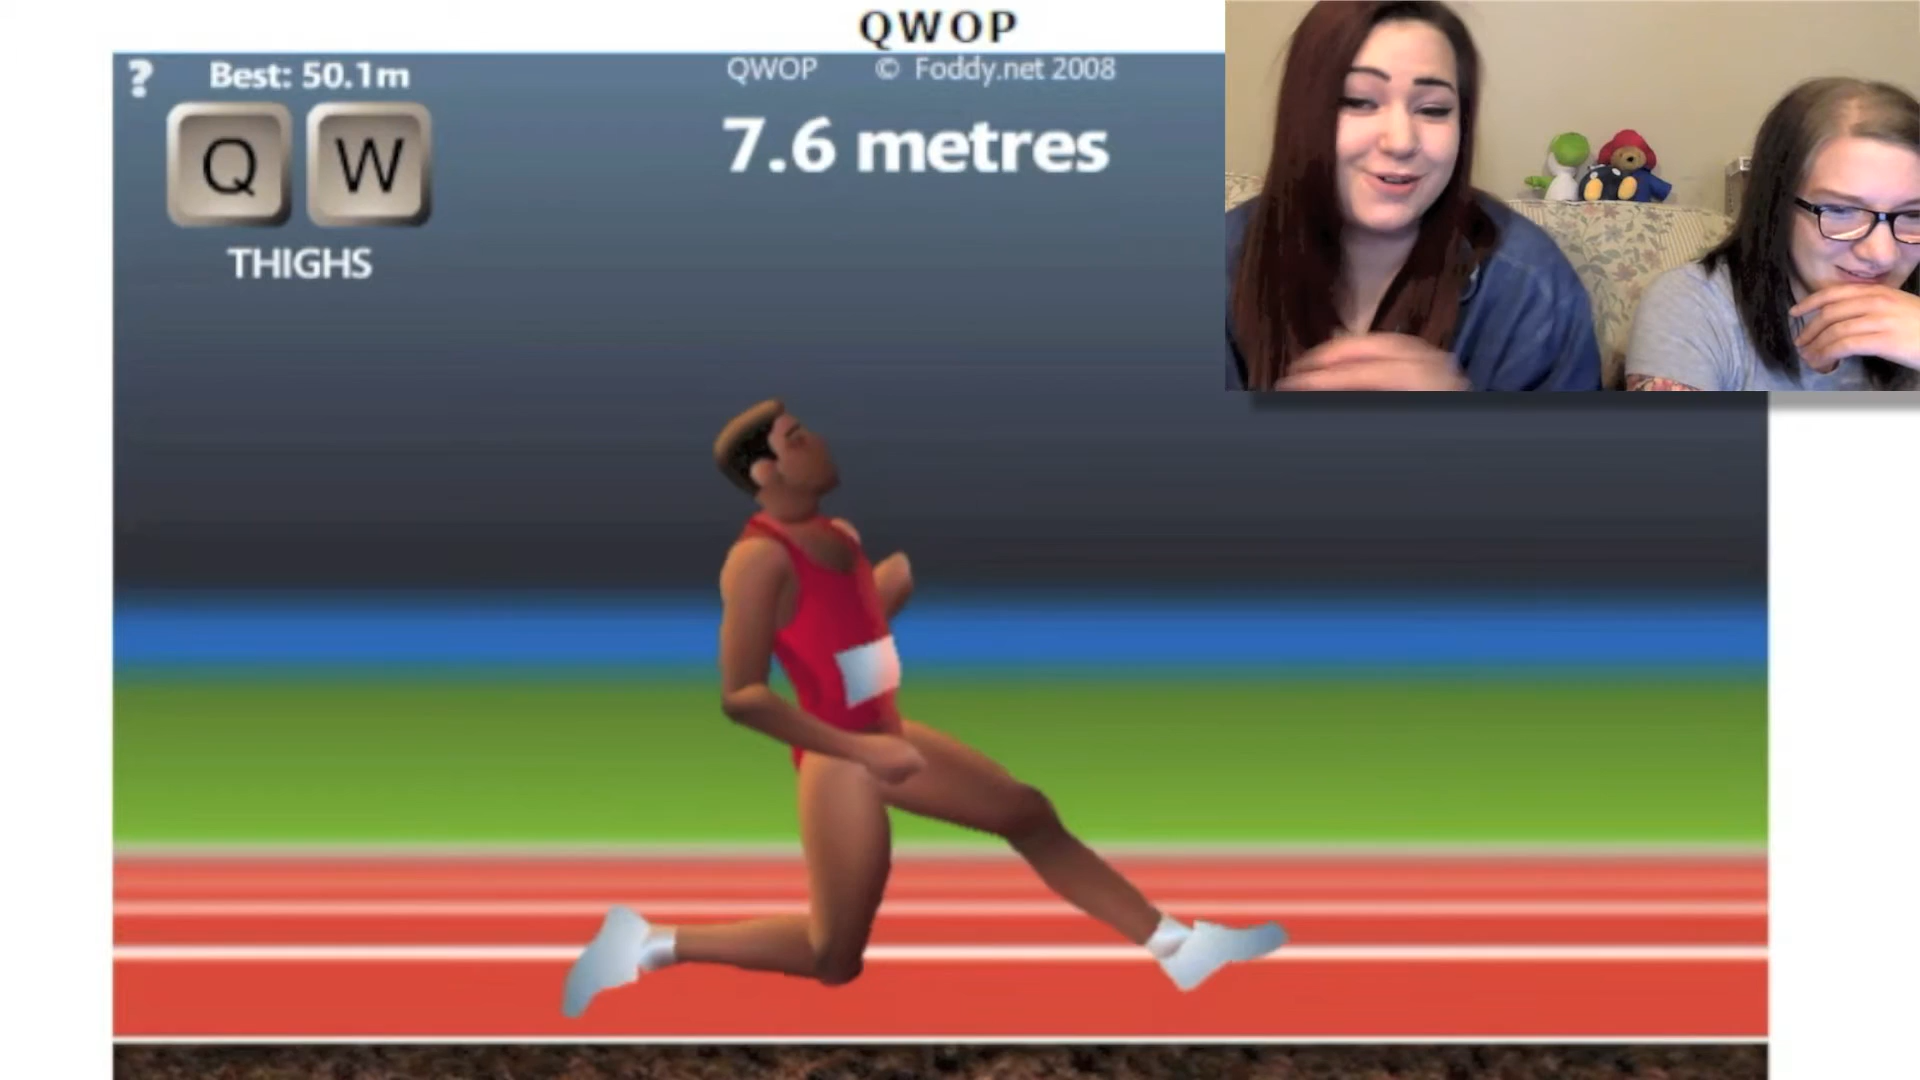 QWOP
? Best: 50.1m
QWOP © Foddy.net 2008
7.6 metres
Q W
THIGHS